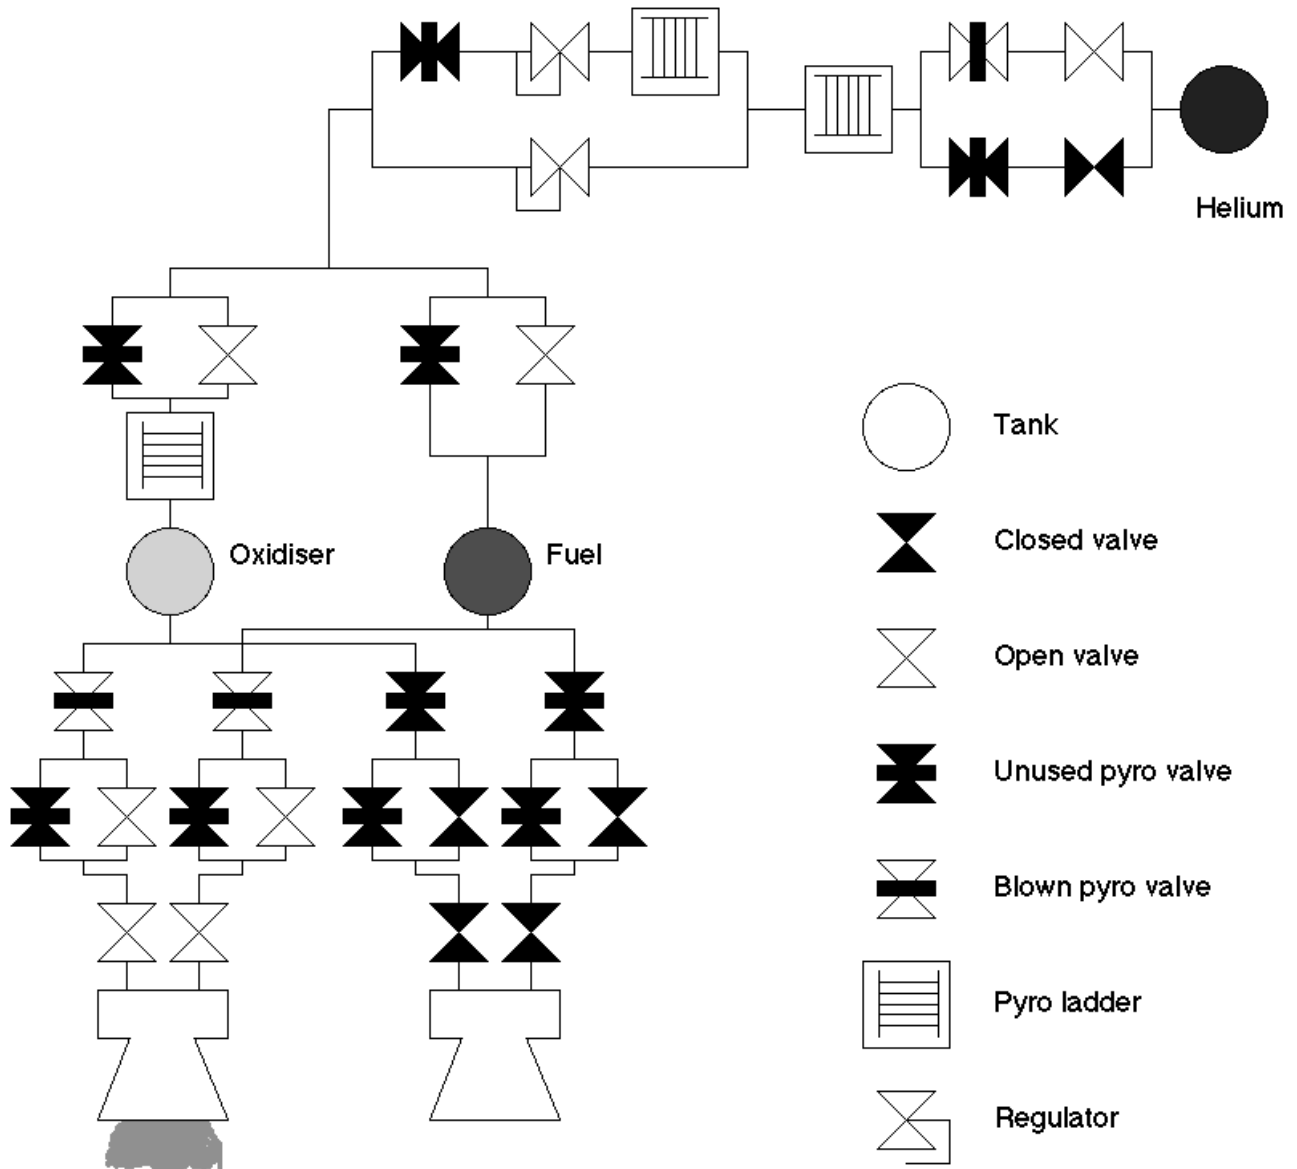 Helium
Oxidiser
Fuel
Tank
Closed valve
Open valve
Unused pyro valve
Blown pyro valve
Pyro ladder
Regulator